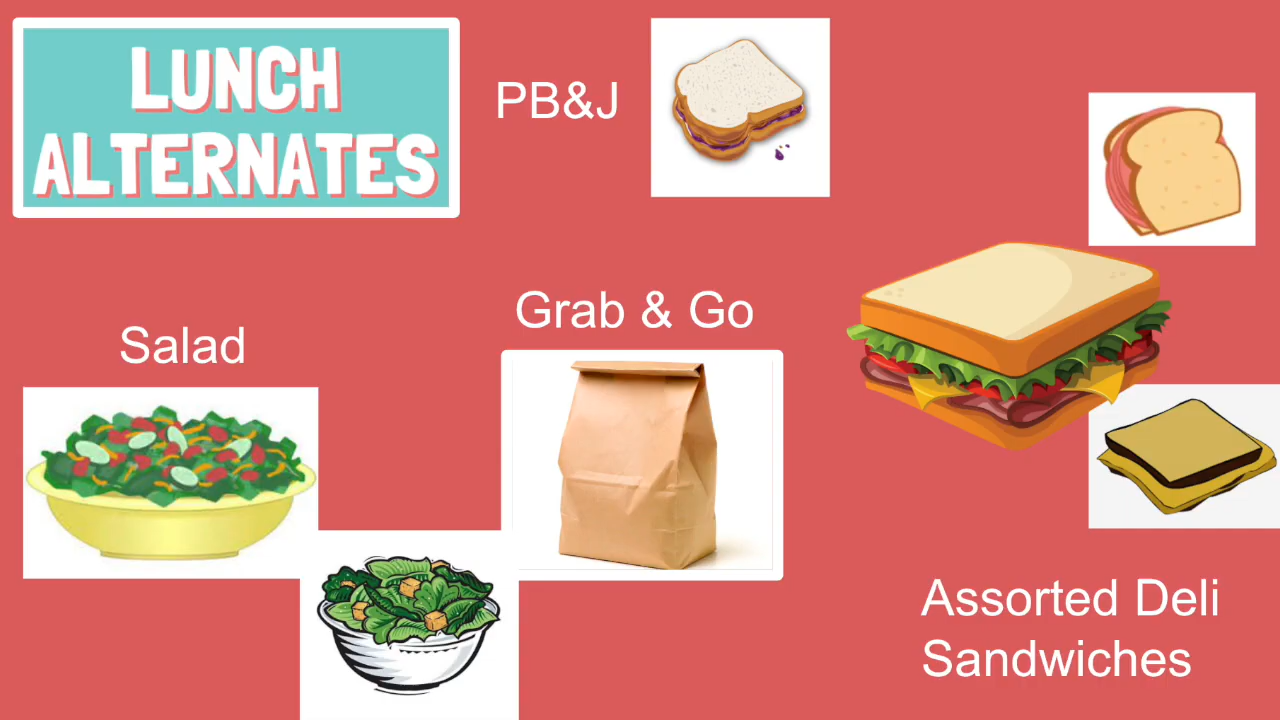 LUNCH
ALTERNATES
PB&J
Grab & Go
Salad
Assorted Deli
Sandwiches